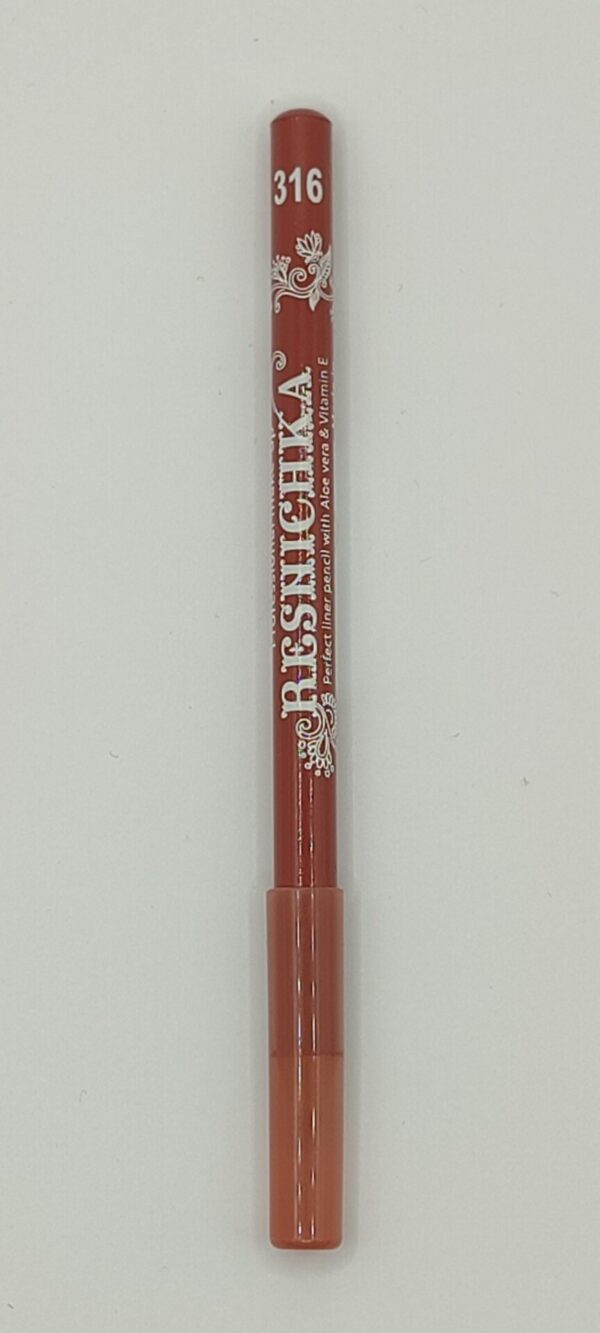 316
RESNICHKA
Perfect liner pencil with Aloe vera & Vitamin E